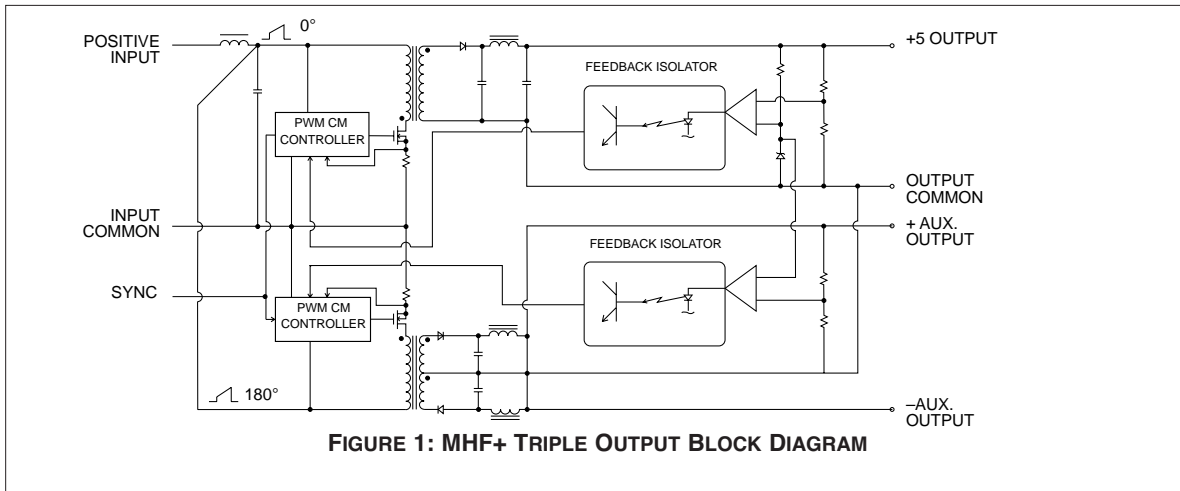 0°
POSITIVE
INPUT
+5 OUTPUT
FEEDBACK ISOLATOR
PWM CM
CONTROLLER
OUTPUT
COMMON
INPUT
COMMON
+ AUX.
OUTPUT
FEEDBACK ISOLATOR
SYNC
PWM CM
CONTROLLER
180°
–AUX.
OUTPUT
FIGURE 1: MHF+ TRIPLE OUTPUT BLOCK DIAGRAM